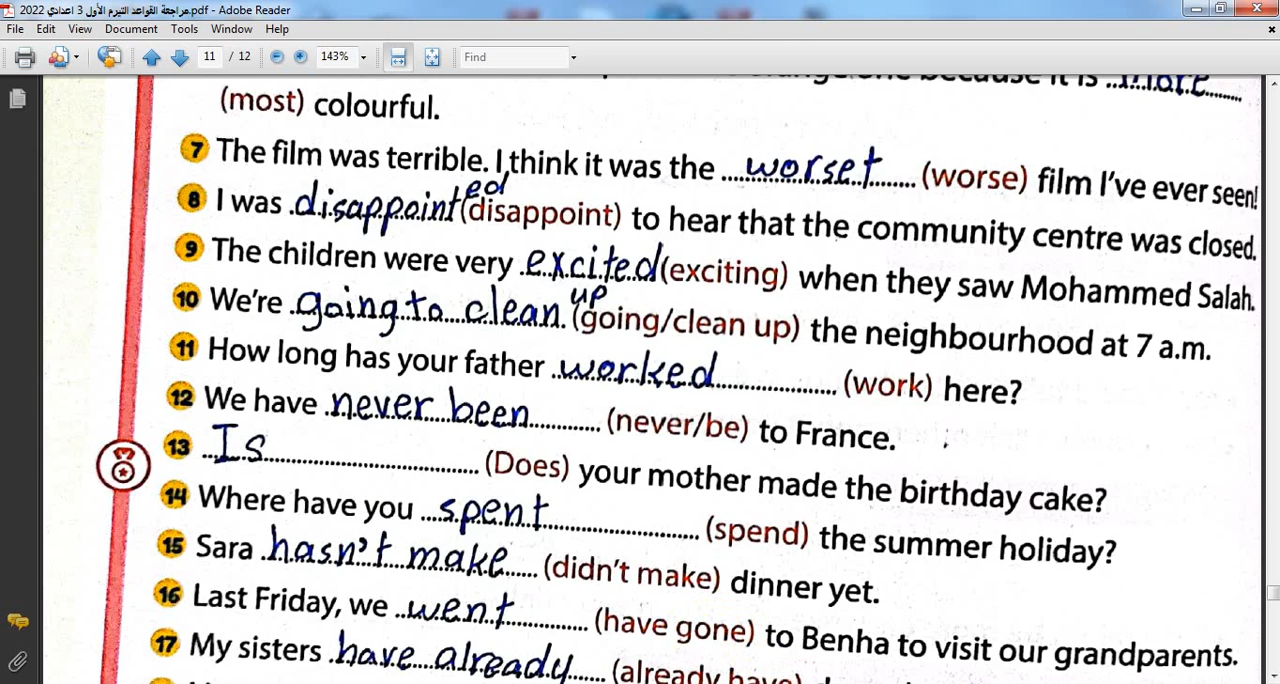 مراجعة القواعد التيرم الأول 3 اعدادي 2022.pdf - Adobe Reader
File Edit View Document Tools Window Help
11 / 12 143% Find
because it is more
(most) colourful.
7 The film was terrible. I think it was the worset (worse) film I've ever seen!
8 I was disappointed (disappoint) to hear that the community centre was closed.
9 The children were very excited (exciting) when they saw Mohammed Salah.
10 We're going to clean up (going/clean up) the neighbourhood at 7 a.m.
11 How long has your father worked (work) here?
12 We have never been (never/be) to France.
13 Is (Does) your mother made the birthday cake?
14 Where have you spent (spend) the summer holiday?
15 Sara hasn't make (didn't make) dinner yet.
16 Last Friday, we went (have gone) to Benha to visit our grandparents.
17 My sisters have already (already have)